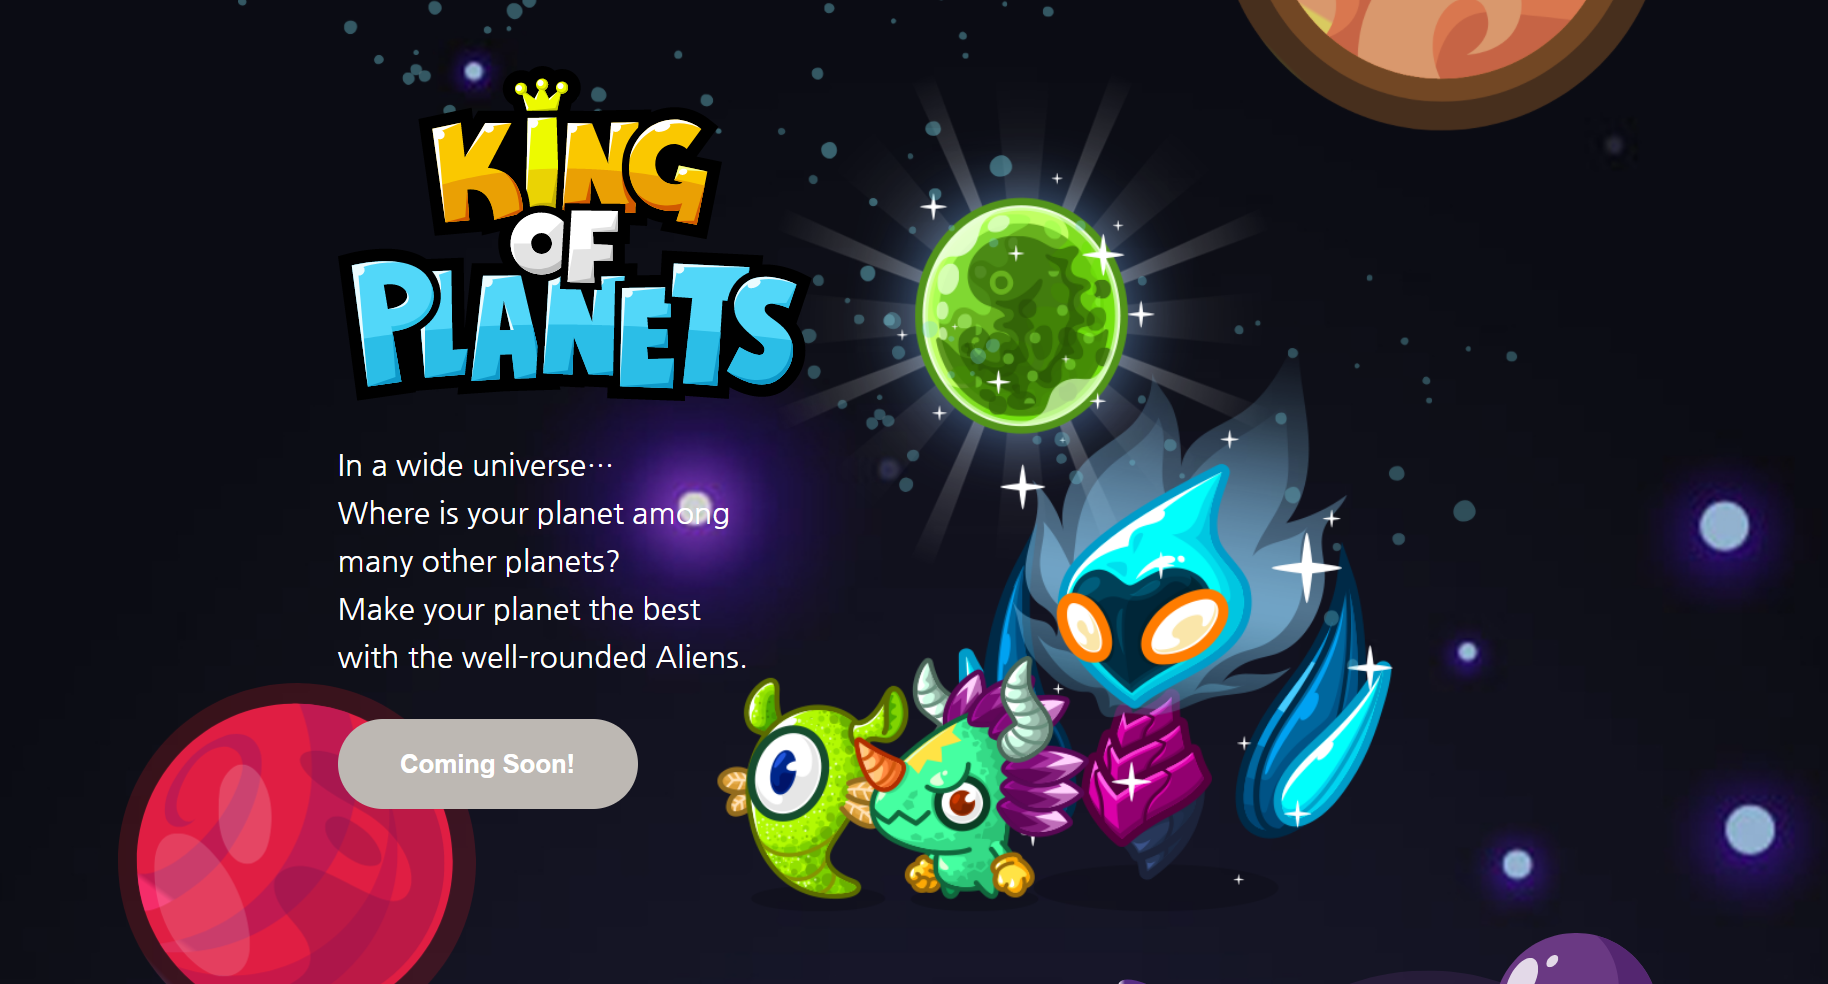 KING
OF
PLANETS
In a wide universe⋯
Where is your planet among
many other planets?
Make your planet the best
with the well-rounded Aliens.
Coming Soon!